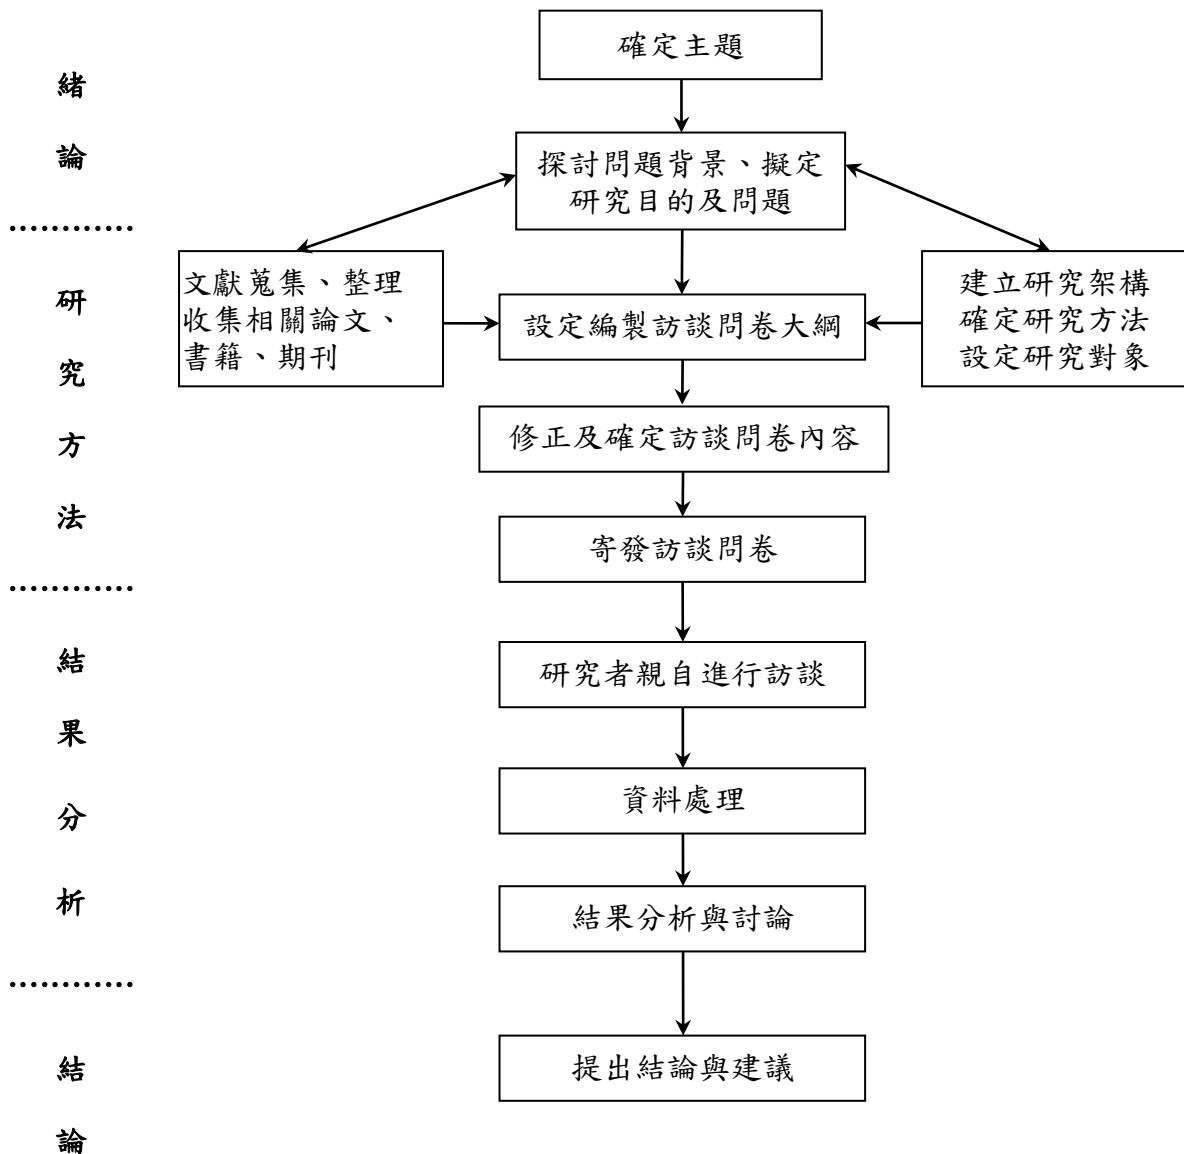 確定主題
緒
論
探討問題背景、擬定
研究目的及問題
…………
文獻蒐集、整理
收集相關論文、
書籍、期刊
設定編製訪談問卷大綱
建立研究架構
確定研究方法
設定研究對象
研
究
方
法
修正及確定訪談問卷內容
寄發訪談問卷
…………
結
果
分
析
研究者親自進行訪談
資料處理
結果分析與討論
…………
結
論
提出結論與建議